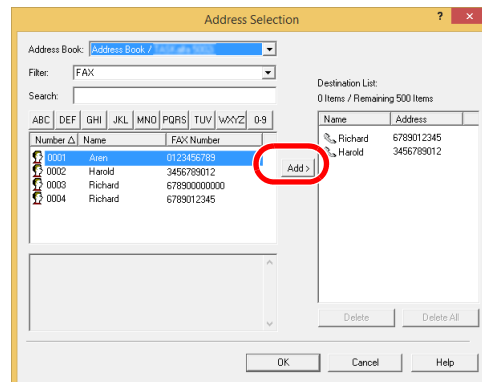 Address Selection
? ×
Address Book: Address Book /
Filter: FAX
Search:
ABC DEF GHI JKL MNO PQRS TUV WXYZ 0-9
Number Name FAX Number
0001 Aren 0123456789
0002 Harold 3456789012
0003 Richard 678900000000
0004 Richard 6789012345
Add >
Destination List:
0 Items / Remaining 500 Items
Name Address
Richard 6789012345
Harold 3456789012
Delete Delete All
OK Cancel Help